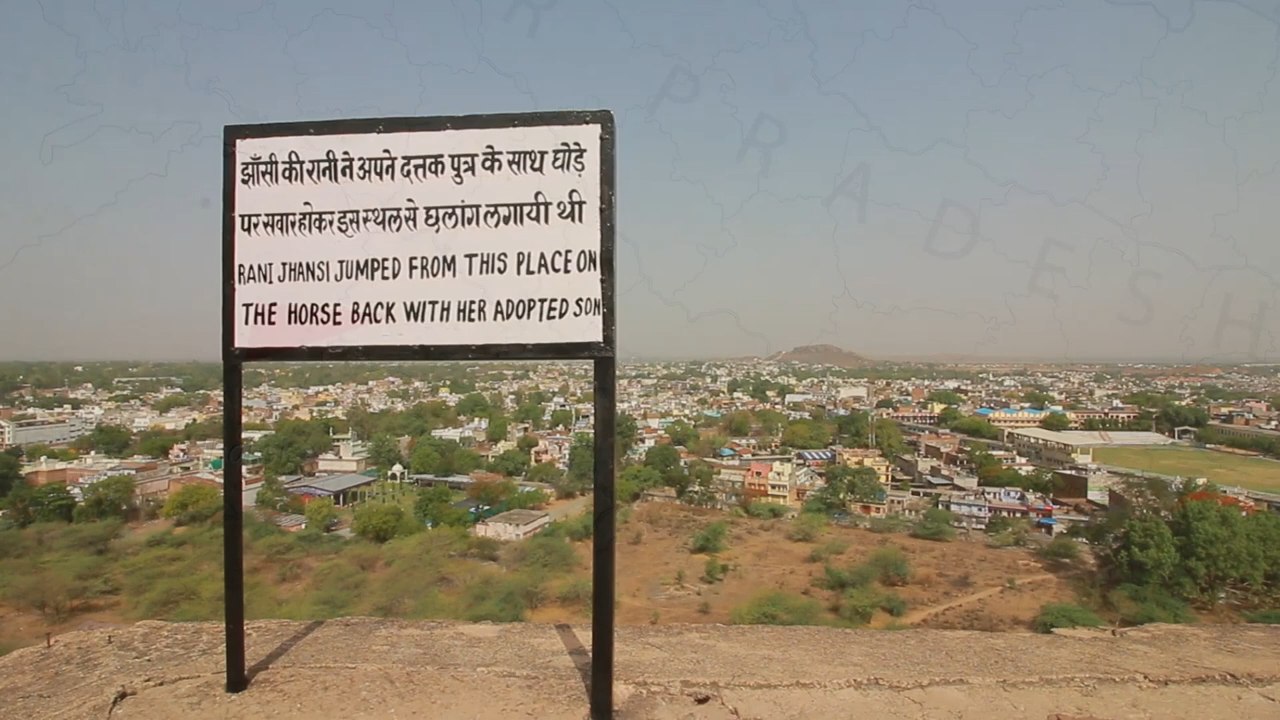 झाँसी की रानी ने अपने दत्तक पुत्र के साथ घोड़े
पर सवार होकर इस स्थल से छलांग लगायी थी
RANI JHANSI JUMPED FROM THIS PLACE ON
THE HORSE BACK WITH HER ADOPTED SON
R PRADESH